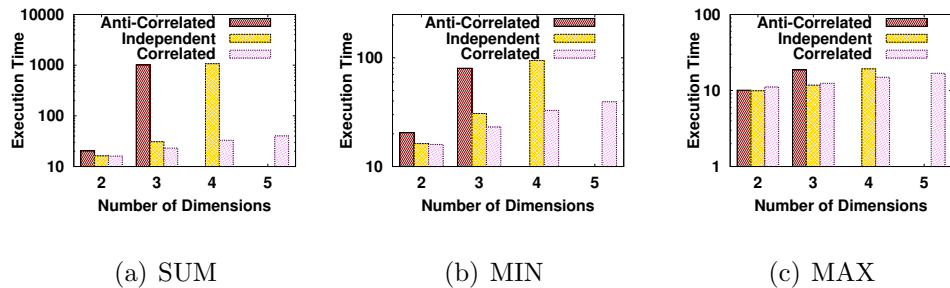 10000
1000
100
10
Execution Time
Anti-Correlated
Independent
Correlated
2 3 4 5
Number of Dimensions
(a) SUM
100
10
Execution Time
Anti-Correlated
Independent
Correlated
2 3 4 5
Number of Dimensions
(b) MIN
100
10
1
Execution Time
Anti-Correlated
Independent
Correlated
2 3 4 5
Number of Dimensions
(c) MAX